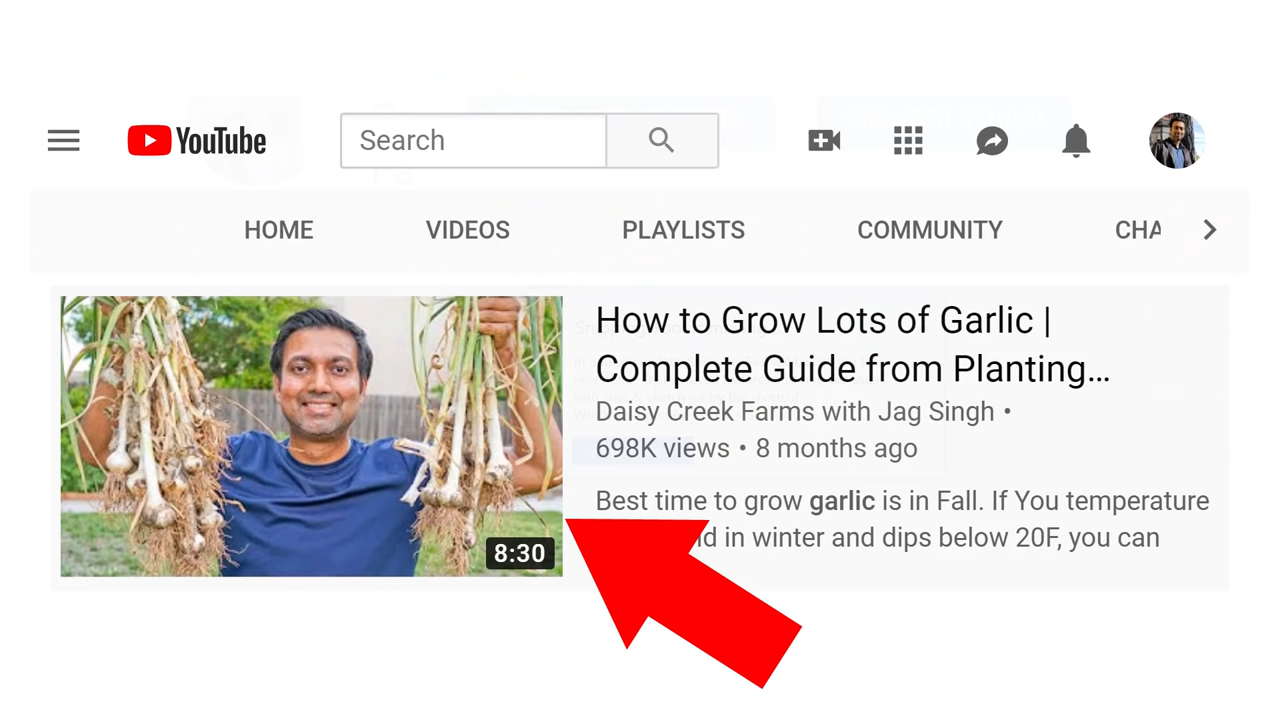 YouTube
Search
HOME VIDEOS PLAYLISTS COMMUNITY CHA
How to Grow Lots of Garlic |
Complete Guide from Planting...
Daisy Creek Farms with Jag Singh •
698K views • 8 months ago
Best time to grow garlic is in Fall. If You temperature
in winter and dips below 20F, you can
8:30